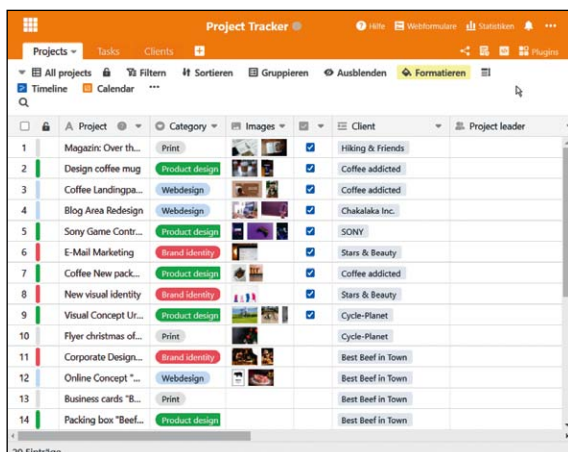 Project Tracker Hilfe Webformulare Statistiken
Projects Tasks Clients Plugins
All projects Filtern Sortieren Gruppieren Ausblenden Formatieren
Timeline Calendar
Project Category Images Client Project leader
1 Magazin: Over th... Print Hiking & Friends
2 Design coffee mug Product design Coffee addicted
3 Coffee Landingpa... Webdesign Coffee addicted
4 Blog Area Redesign Webdesign Chakalaka Inc.
5 Sony Game Contr... Product design SONY
6 E-Mail Marketing Brand identity Stars & Beauty
7 Coffee New pack... Product design Coffee addicted
8 New visual identity Brand identity Stars & Beauty
9 Visual Concept Ur... Product design Cycle-Planet
10 Flyer christmas of... Print Cycle-Planet
11 Corporate Design... Brand identity Best Beef in Town
12 Online Concept "... Webdesign Best Beef in Town
13 Business cards "B... Print Best Beef in Town
14 Packing box "Beef... Product design Best Beef in Town
20 Einträge